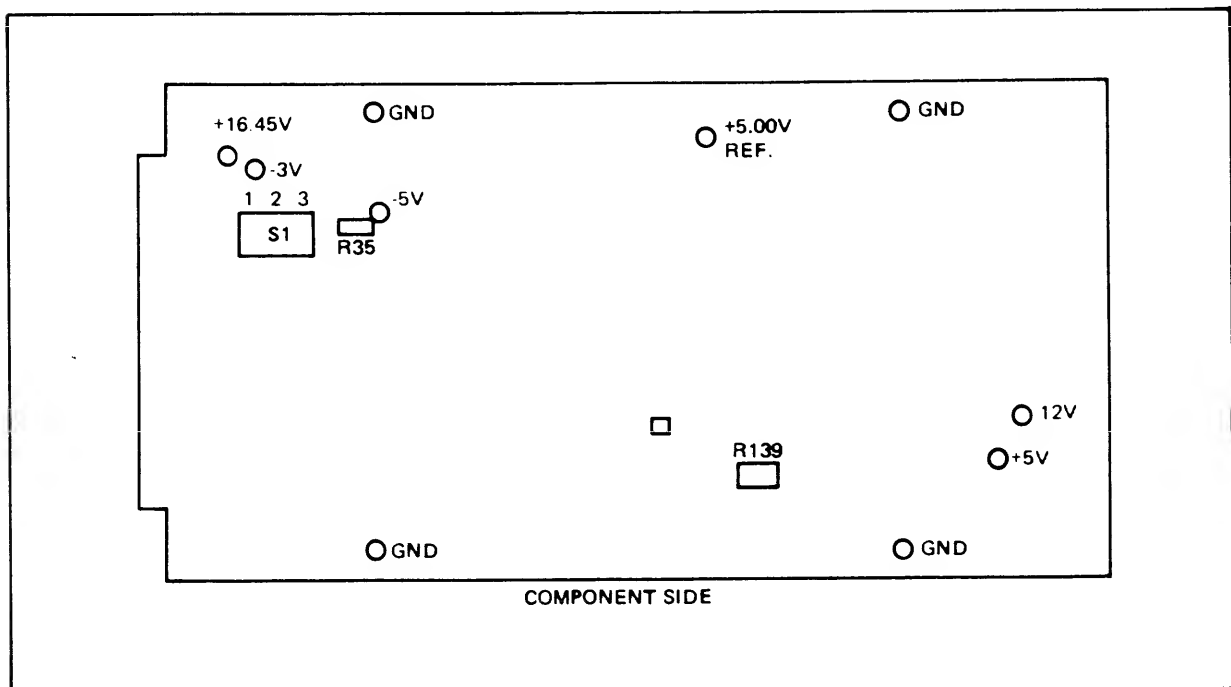 GND
GND
+16.45V
+5.00V
REF.
-3V
1 2 3
-5V
S1
R35
12V
R139
+5V
GND
GND
COMPONENT SIDE